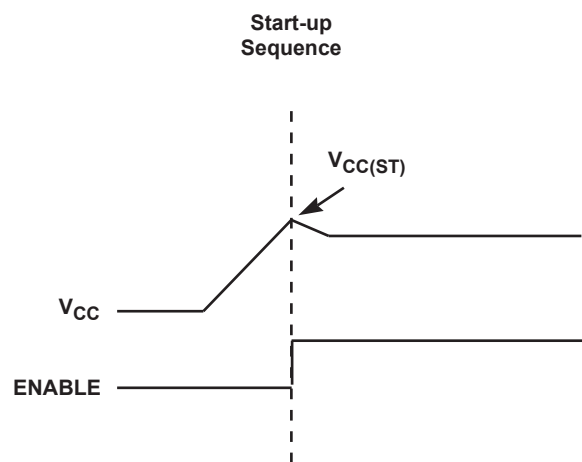 Start-up
Sequence
VCC(ST)
VCC
ENABLE